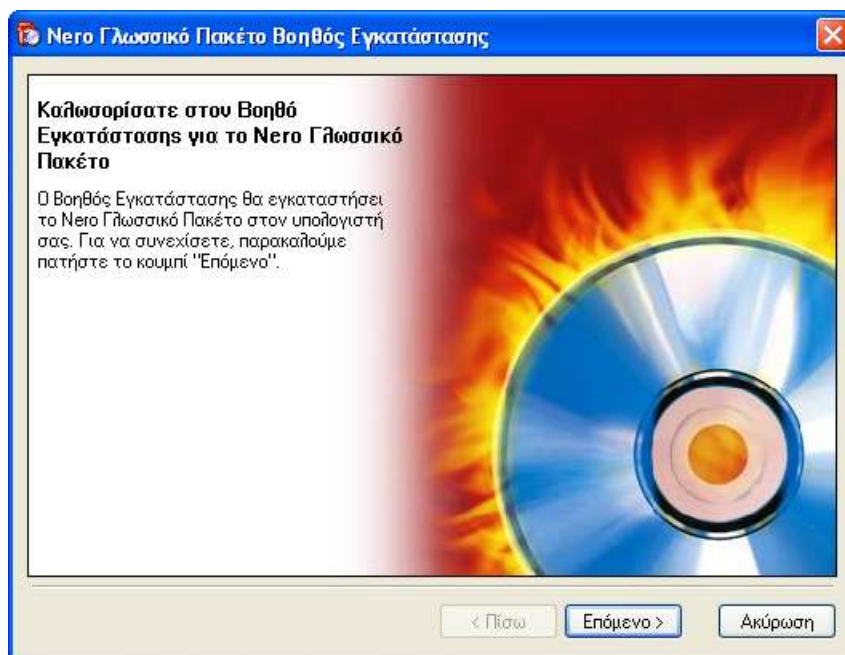 Nero Γλωσσικό Πακέτο Βοηθός Εγκατάστασης
Καλωσορίσατε στον Βοηθό
Εγκατάστασης για το Nero Γλωσσικό
Πακέτο
Ο Βοηθός Εγκατάστασης θα εγκαταστήσει
το Nero Γλωσσικό Πακέτο στον υπολογιστή
σας. Για να συνεχίσετε, παρακαλούμε
πατήστε το κουμπί "Επόμενο".
< Πίσω
Επόμενο >
Ακύρωση